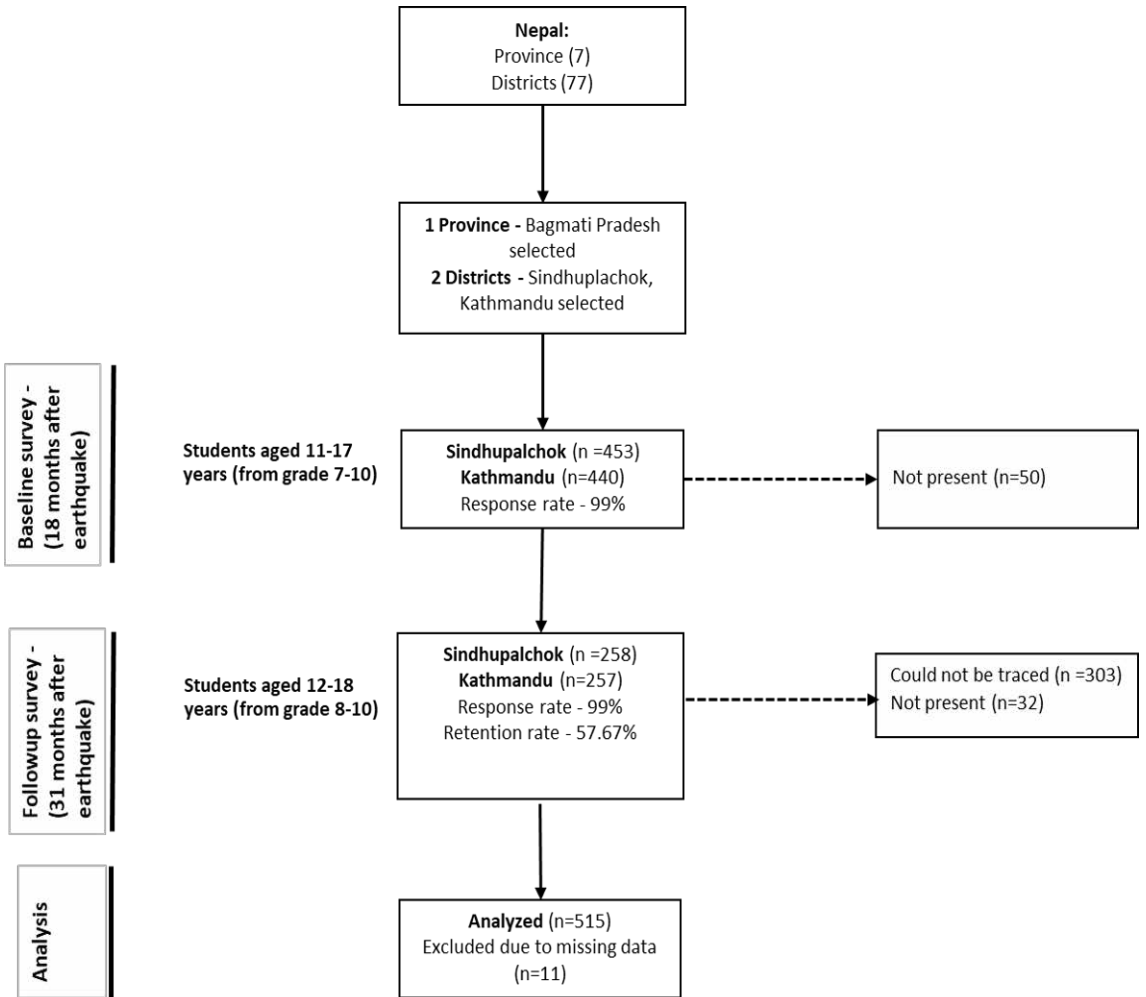 Nepal:
Province (7)
Districts (77)
1 Province - Bagmati Pradesh
selected
2 Districts - Sindhuplachok,
Kathmandu selected
Baseline survey -
(18 months after
earthquake)
Students aged 11-17
years (from grade 7-10)
Sindhupalchok (n =453)
Kathmandu (n=440)
Response rate - 99%
Not present (n=50)
Followup survey -
(31 months after
earthquake)
Students aged 12-18
years (from grade 8-10)
Sindhupalchok (n =258)
Kathmandu (n=257)
Response rate - 99%
Retention rate - 57.67%
Could not be traced (n =303)
Not present (n=32)
Analysis
Analyzed (n=515)
Excluded due to missing data
(n=11)